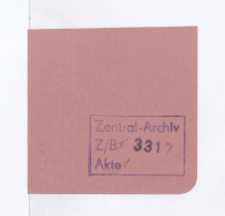 Zentral-Archiv
Z/B 331
Akte